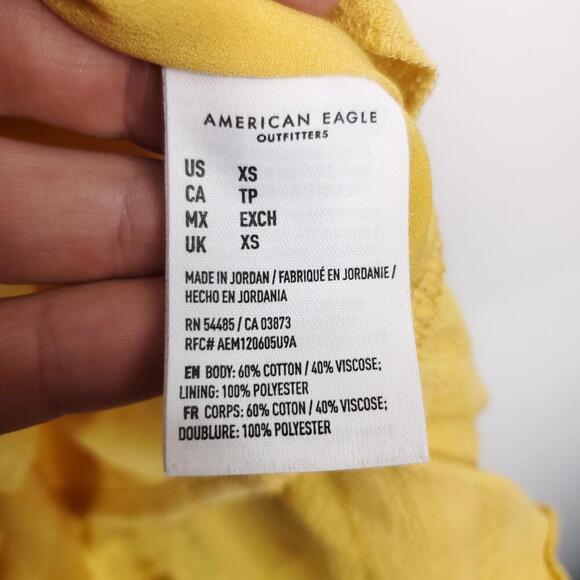 AMERICAN EAGLE
OUTFITTERS
US XS
CA TP
MX EXCH
UK XS
MADE IN JORDAN / FABRIQUÉ EN JORDANIE /
HECHO EN JORDANIA
RN 54485 / CA 03873
RFC# AEM120605U9A
EN BODY: 60% COTTON / 40% VISCOSE;
LINING: 100% POLYESTER
FR CORPS: 60% COTON / 40% VISCOSE;
DOUBLURE: 100% POLYESTER